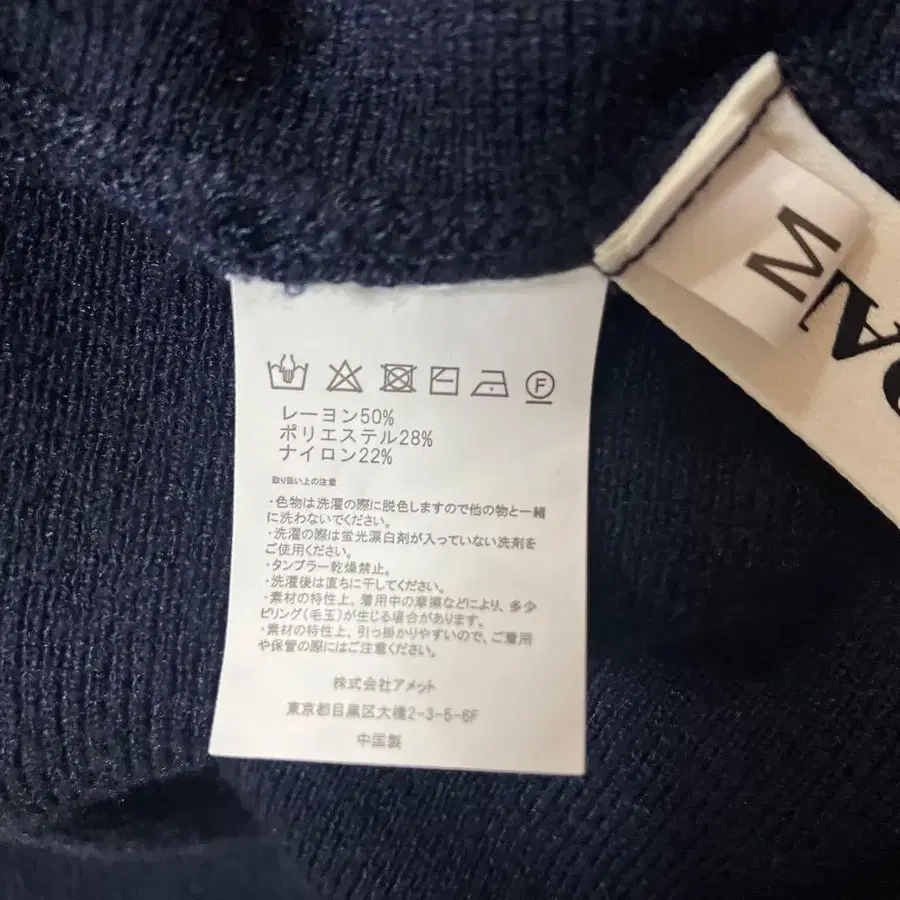 レーヨン50%
ポリエステル28%
ナイロン22%
取り扱い上の注意
・色物は洗濯の際に脱色しますので他の物と一緒
に洗わないでください。
・洗濯の際は蛍光漂白剤が入っていない洗剤を
ご使用ください。
・タンブラー乾燥禁止。
・洗濯後は直ちに干してください。
・素材の特性上、着用中の摩擦などにより、多少
ピリング(毛玉)が生じる場合があります。
・素材の特性上、引っ掛かりやすいので、ご着用
や保管の際にはご注意ください。
株式会社アメット
東京都目黒区大橋2-3-5-6F
中国製
M
F